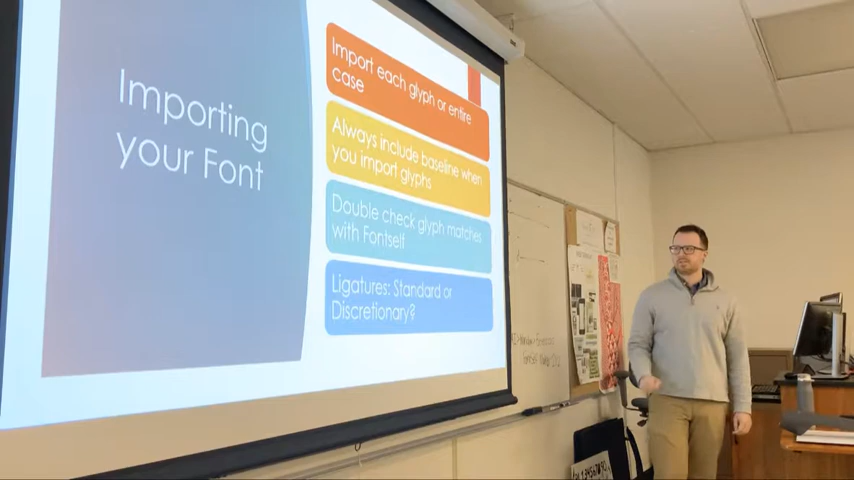 Importing
your Font
Import each glyph or entire
case
Always include baseline when
you import glyphs
Double check glyph matches
with Fontself
Ligatures: Standard or
Discretionary?